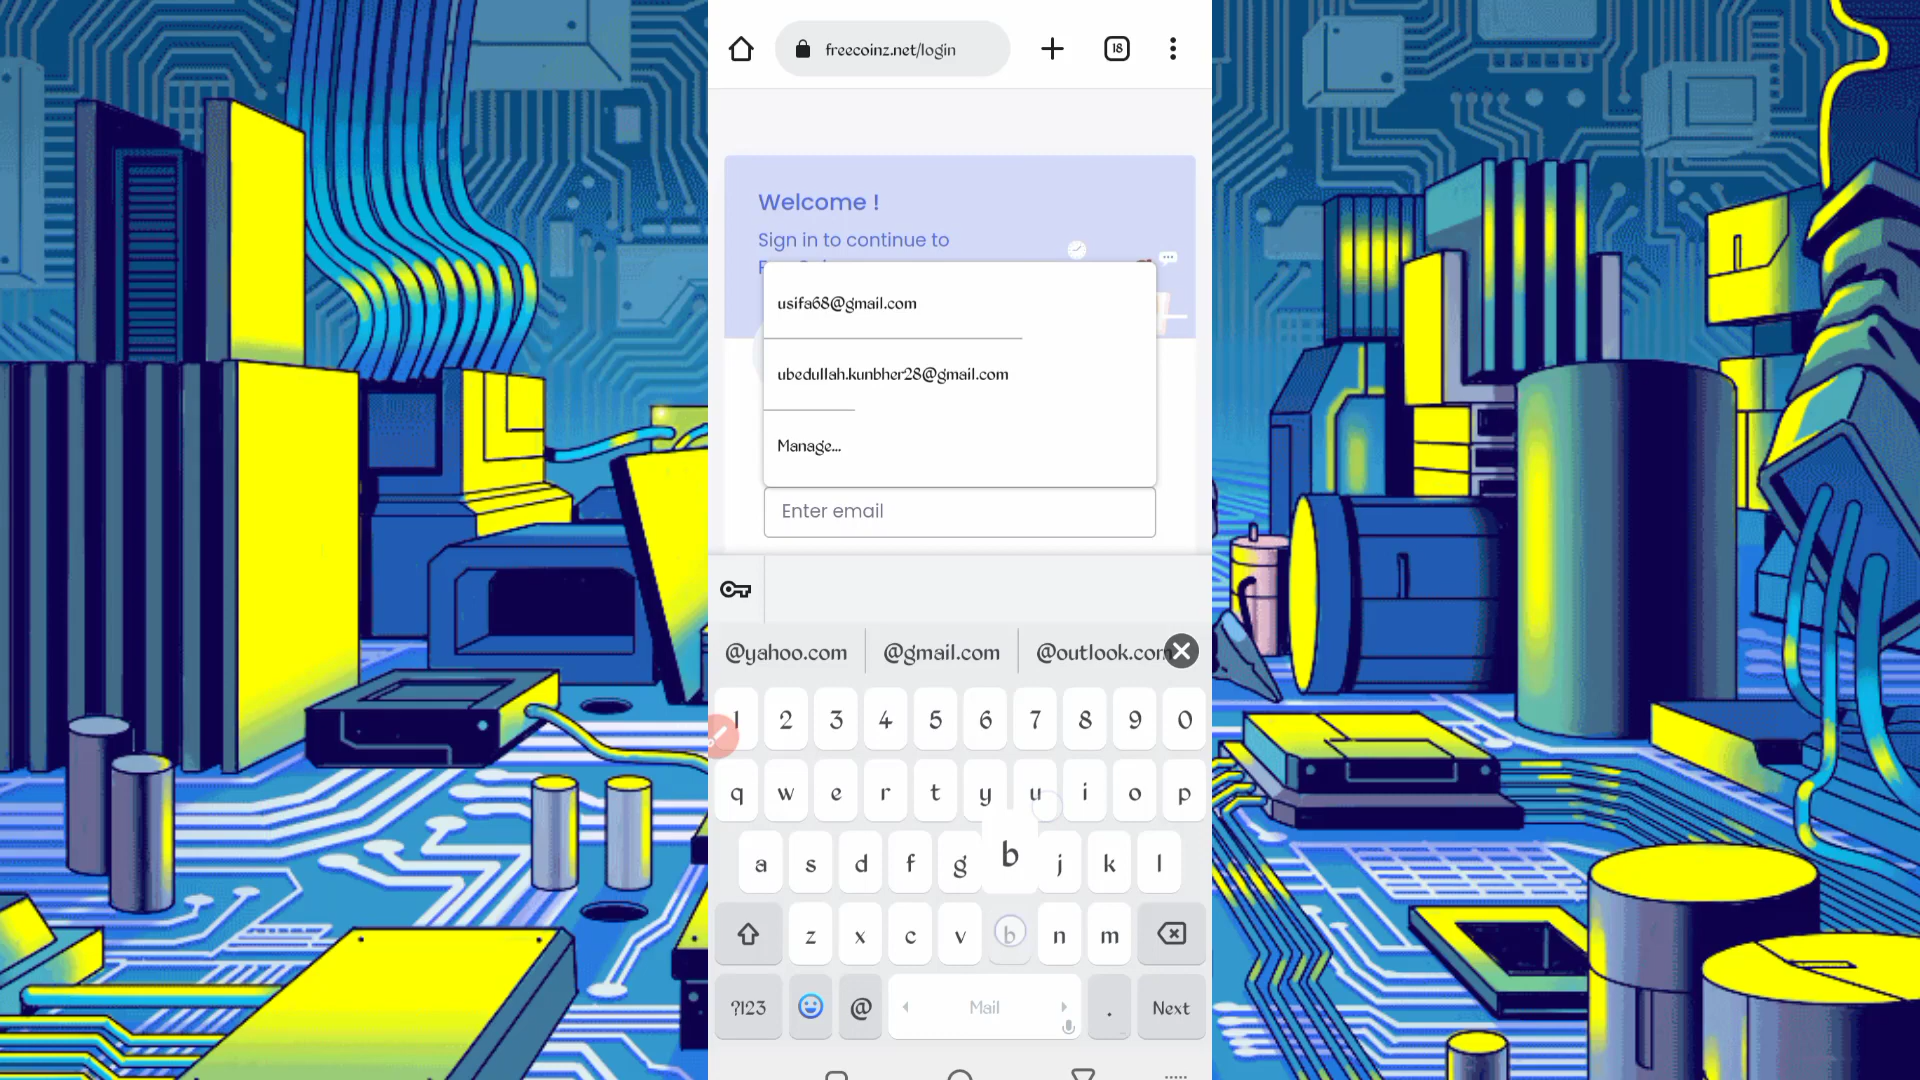 freecoinz.net/login
18
Welcome !
Sign in to continue to
usifa68@gmail.com
ubedullah.kunbher28@gmail.com
Manage...
Enter email
@yahoo.com @gmail.com @outlook.com
1 2 3 4 5 6 7 8 9 0
q w e r t y u i o p
a s d f g b j k l
z x c v b n m
?123 @ Mail . Next